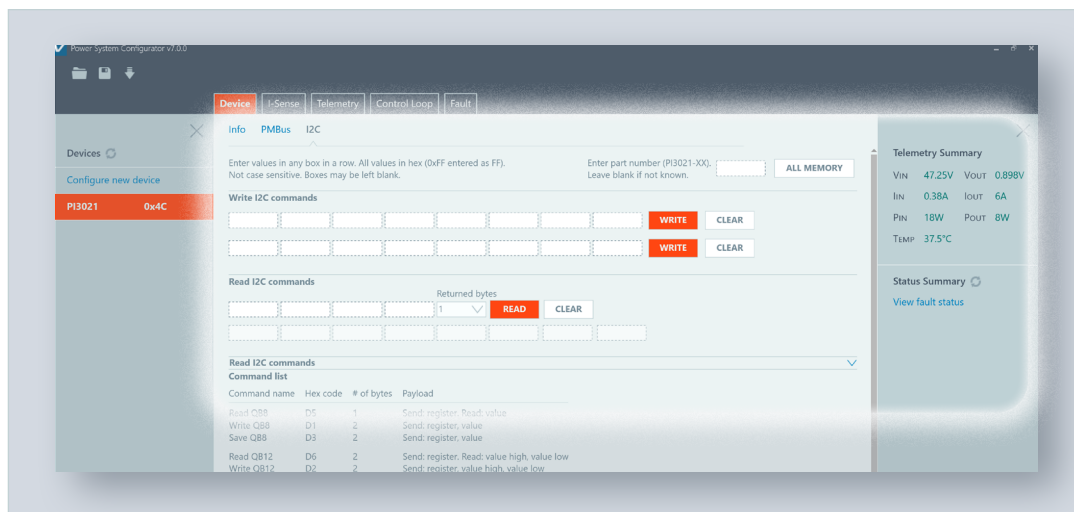 Power System Configurator v7.0.0
Device I-Sense Telemetry Control Loop Fault
Devices
Configure new device
PI3021 0x4C
Info PMBus I2C
Enter values in any box in a row. All values in hex (0xFF entered as FF).
Not case sensitive. Boxes may be left blank.
Enter part number (PI3021-XX).
Leave blank if not known.
ALL MEMORY
Write I2C commands
WRITE CLEAR
WRITE CLEAR
Read I2C commands
Returned bytes
1 READ CLEAR
Read I2C commands
Command list
Command name Hex code # of bytes Payload
Read QB8 D5 1 Send: register. Read: value
Write QB8 D1 2 Send: register, value
Save QB8 D3 2 Send: register, value
Read QB12 D6 2 Send: register. Read: value high, value low
Write QB12 D2 2 Send: register, value high, value low
Telemetry Summary
VIN 47.25V VOUT 0.898V
IIN 0.38A IOUT 6A
PIN 18W POUT 8W
TEMP 37.5°C
Status Summary
View fault status